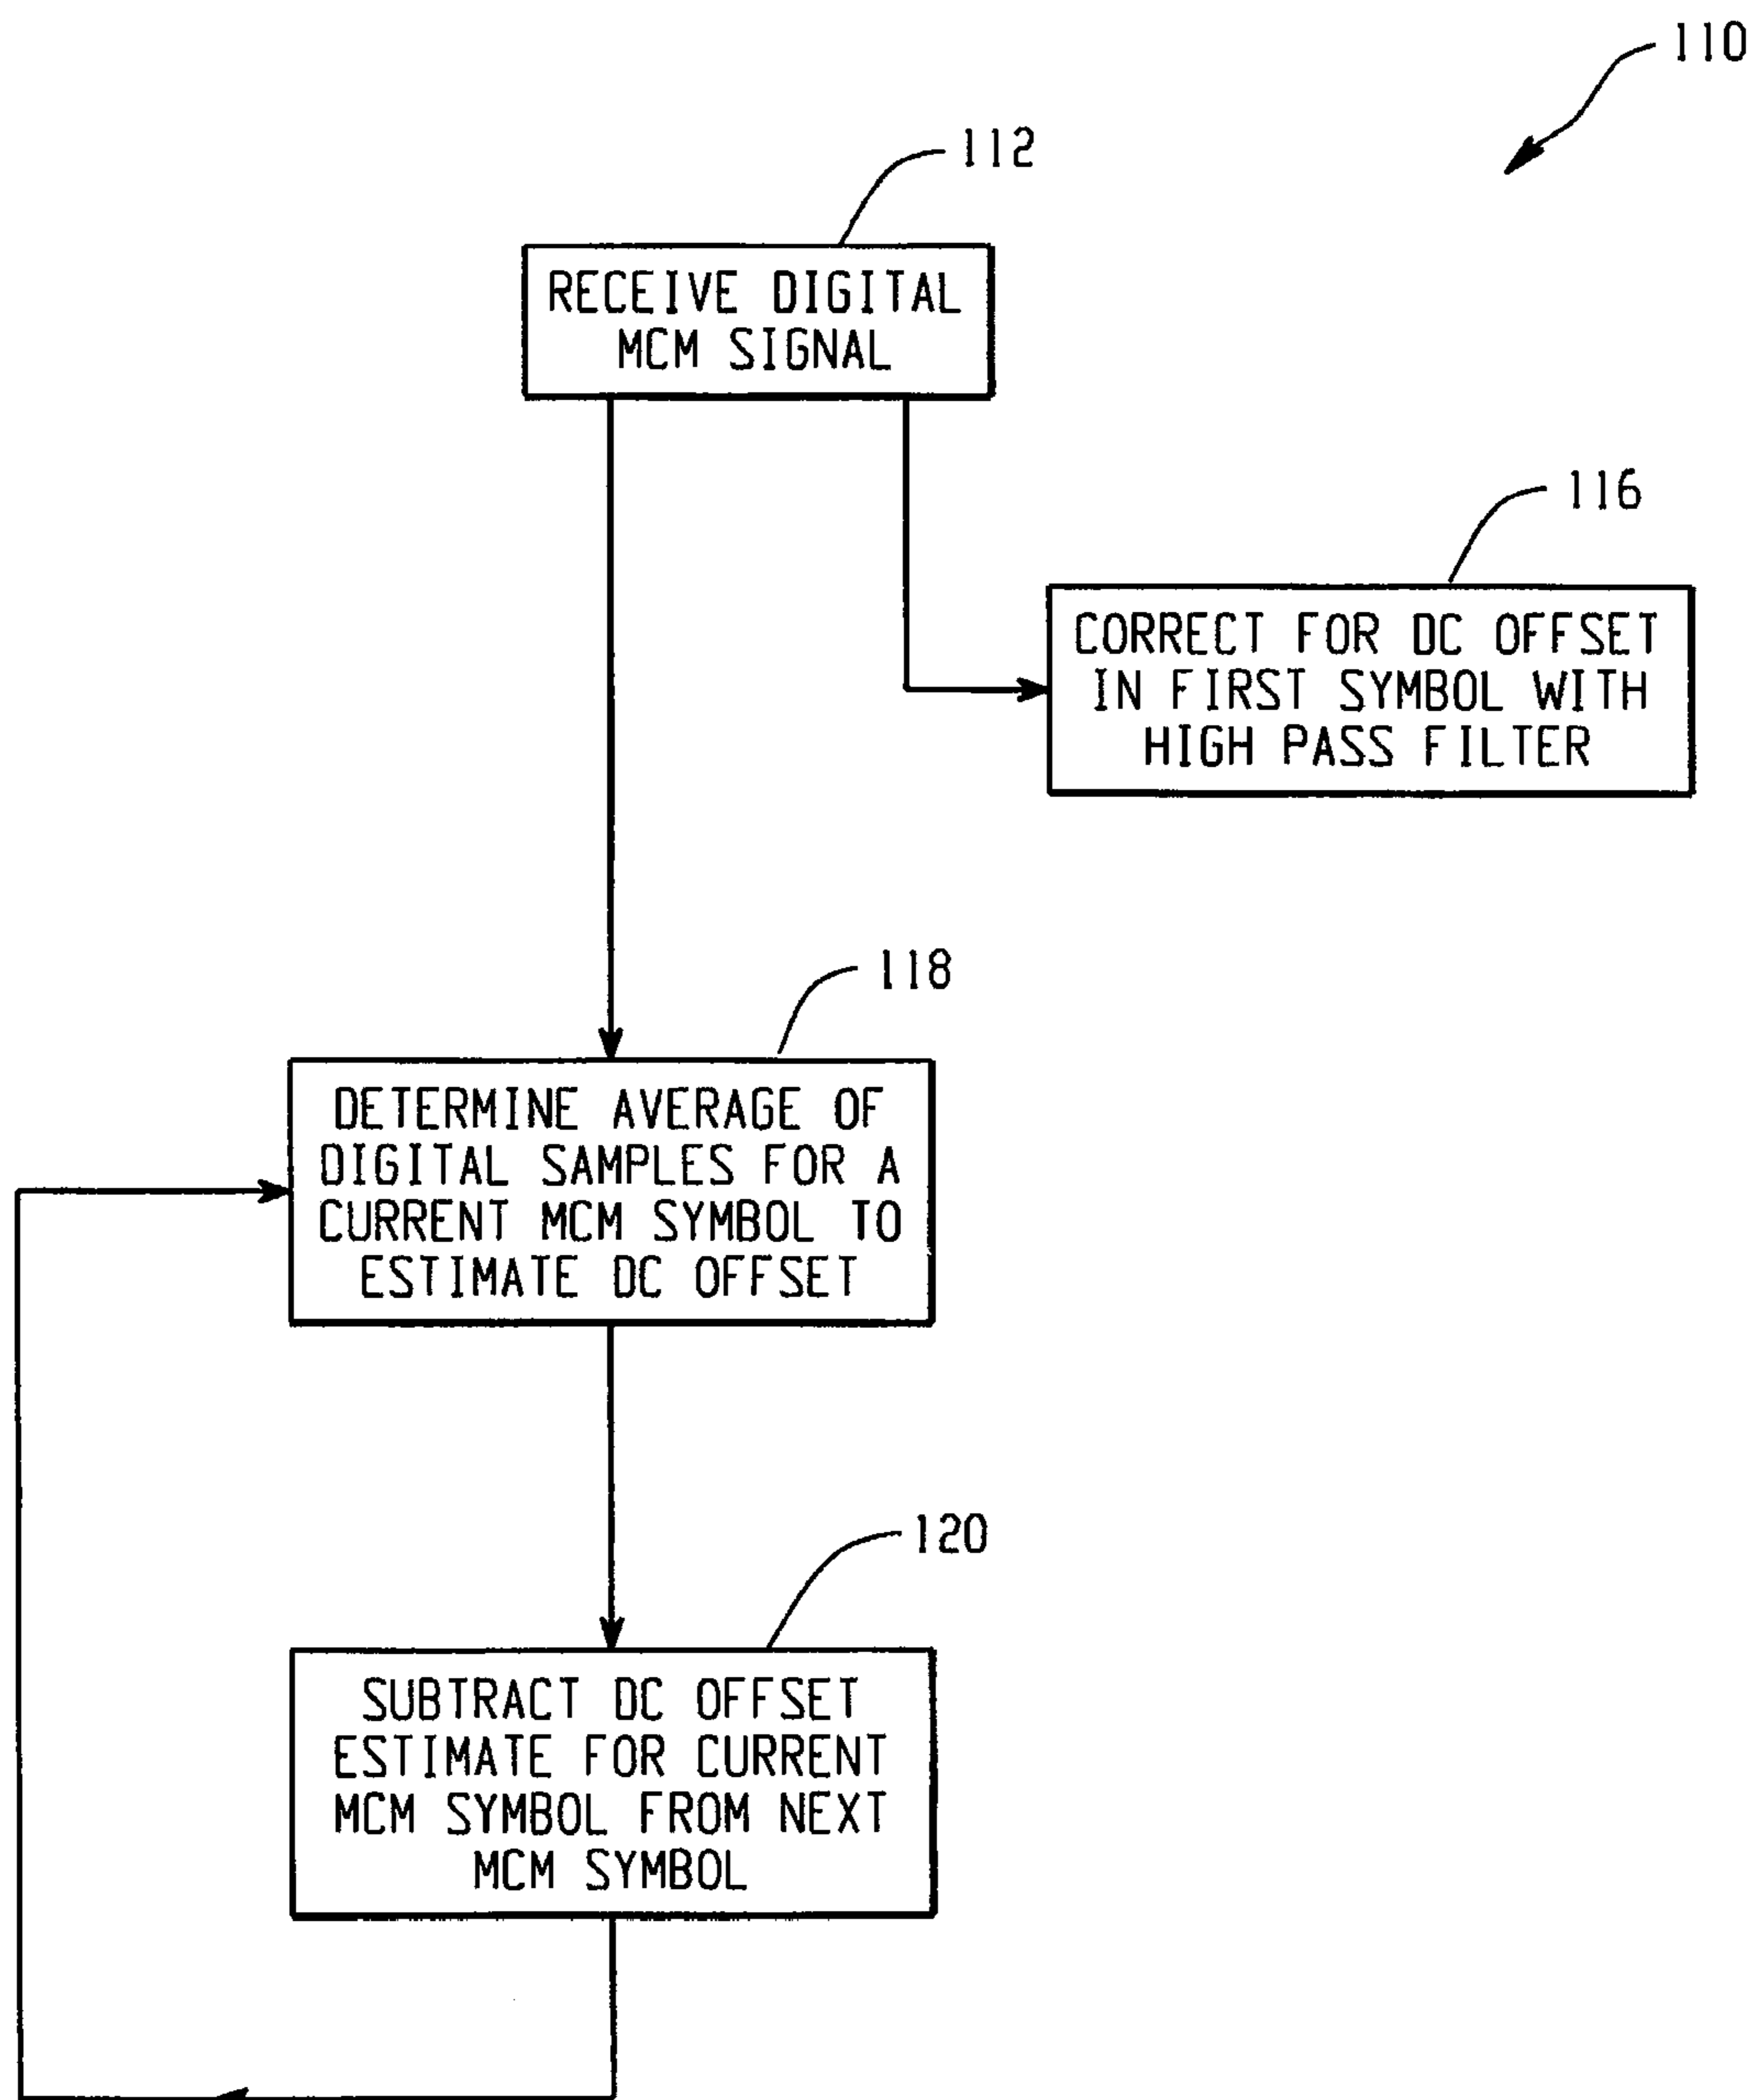 110
112
RECEIVE DIGITAL
MCM SIGNAL
116
CORRECT FOR DC OFFSET
IN FIRST SYMBOL WITH
HIGH PASS FILTER
118
DETERMINE AVERAGE OF
DIGITAL SAMPLES FOR A
CURRENT MCM SYMBOL TO
ESTIMATE DC OFFSET
120
SUBTRACT DC OFFSET
ESTIMATE FOR CURRENT
MCM SYMBOL FROM NEXT
MCM SYMBOL